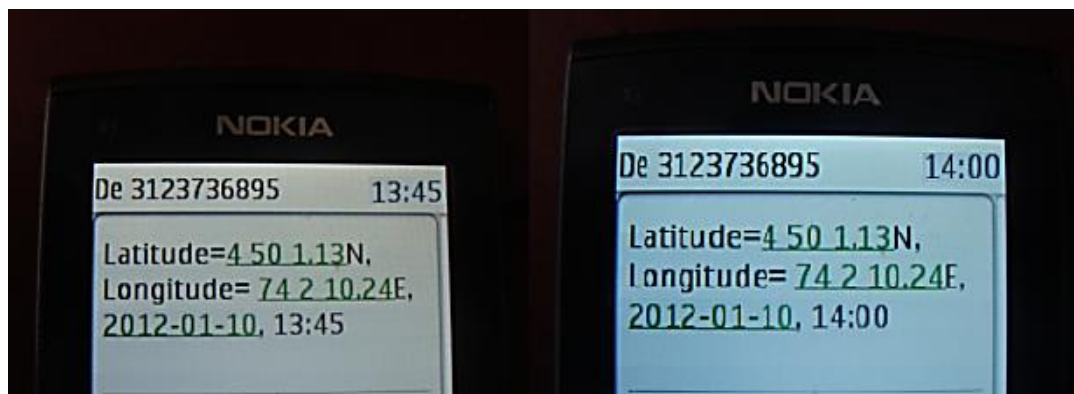 NOKIA
De 3123736895 13:45
Latitude=4 50 1.13N,
Longitude= 74 2 10.24E,
2012-01-10, 13:45
NOKIA
De 3123736895 14:00
Latitude=4 50 1.13N,
Longitude= 74 2 10.24E,
2012-01-10, 14:00